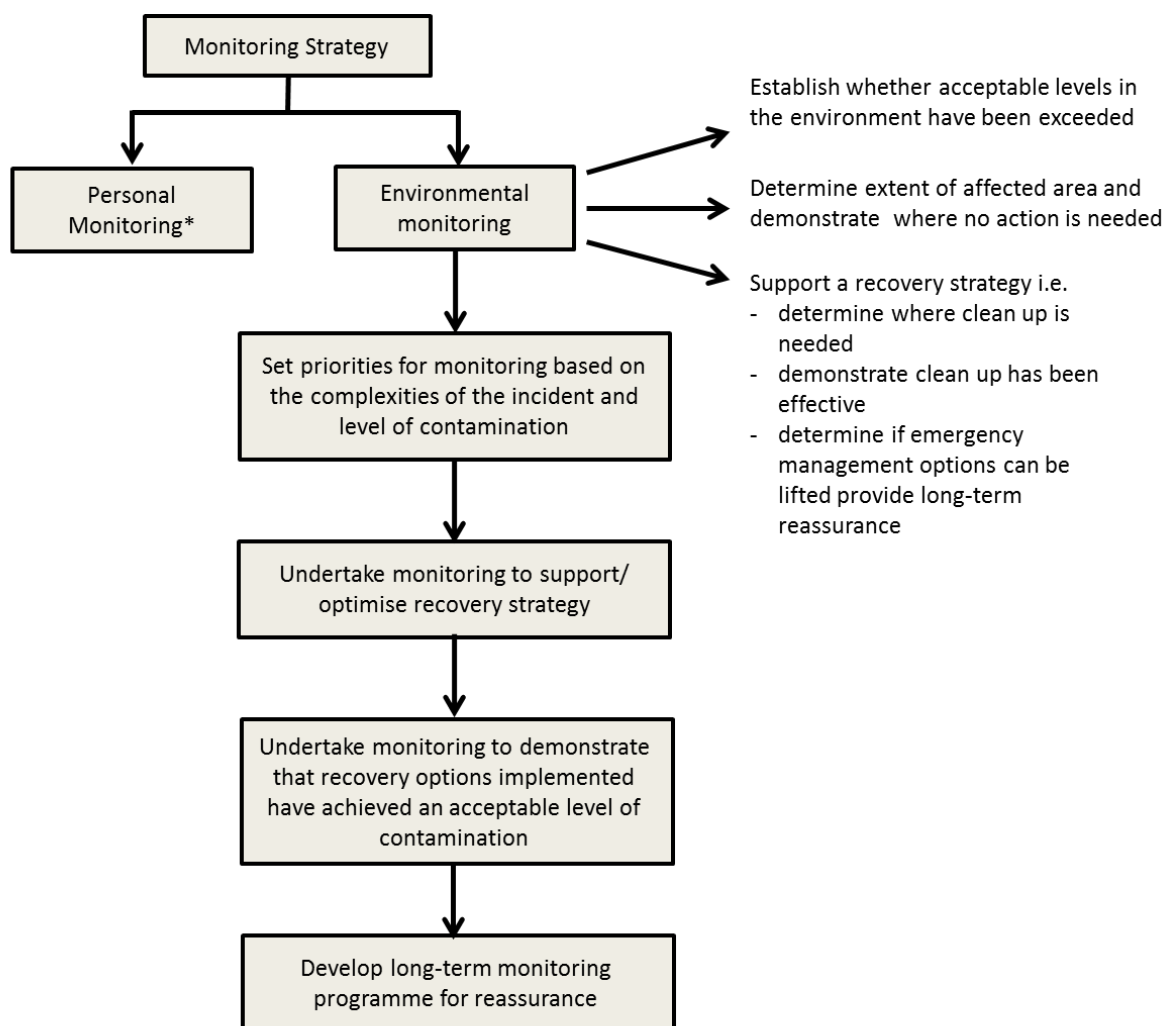 Monitoring Strategy
Personal
Monitoring*
Environmental
monitoring
Establish whether acceptable levels in
the environment have been exceeded
Determine extent of affected area and
demonstrate  where no action is needed
Support a recovery strategy i.e.
- determine where clean up is
needed
- demonstrate clean up has been
effective
- determine if emergency
management options can be
lifted provide long-term
reassurance
Set priorities for monitoring based on
the complexities of the incident and
level of contamination
Undertake monitoring to support/
optimise recovery strategy
Undertake monitoring to demonstrate
that recovery options implemented
have achieved an acceptable level of
contamination
Develop long-term monitoring
programme for reassurance